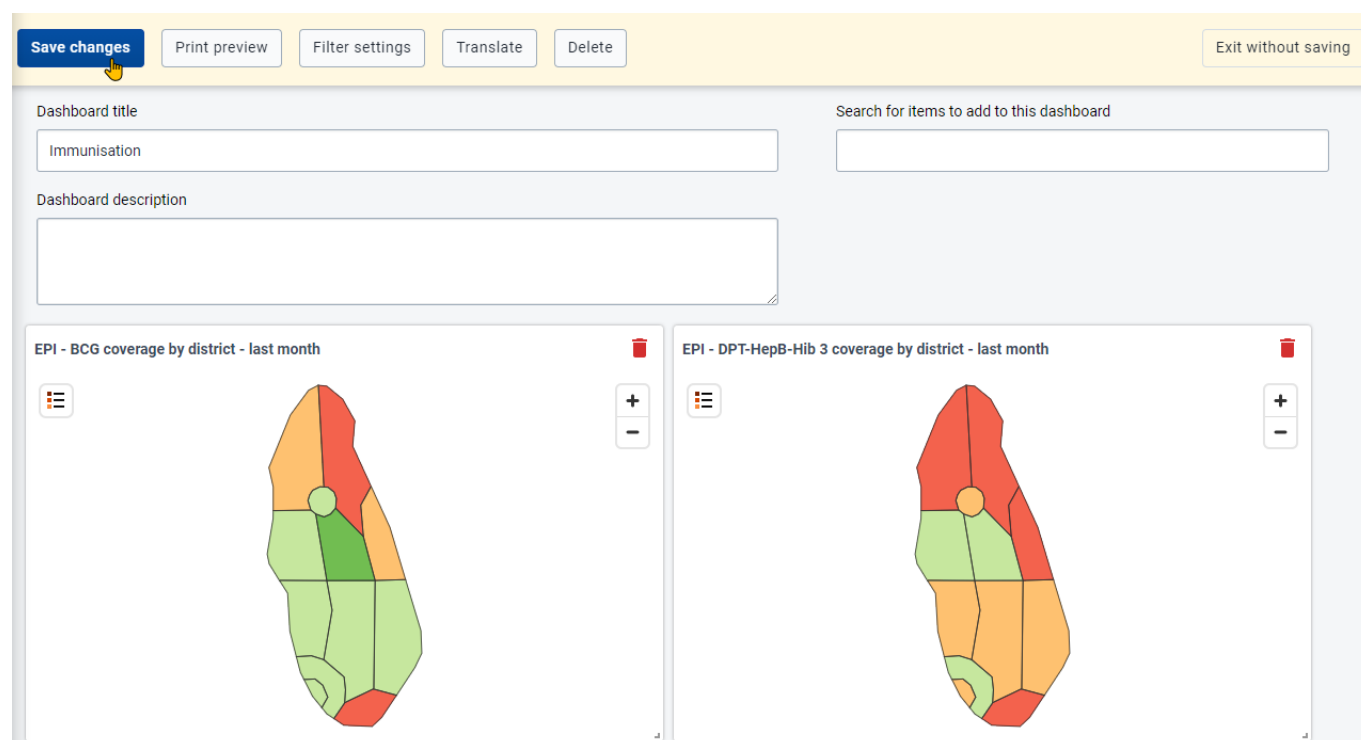 Save changes Print preview Filter settings Translate Delete Exit without saving
Dashboard title
Immunisation
Search for items to add to this dashboard
Dashboard description
EPI - BCG coverage by district - last month
EPI - DPT-HepB-Hib 3 coverage by district - last month